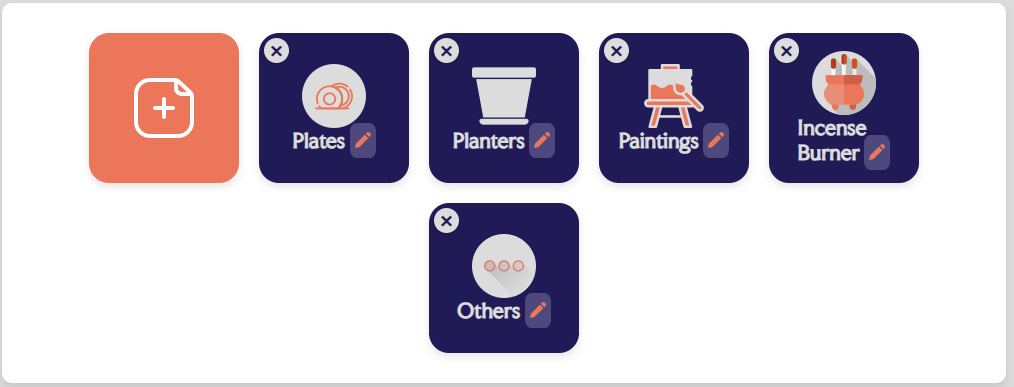 Plates
Planters
Paintings
Incense
Burner
Others